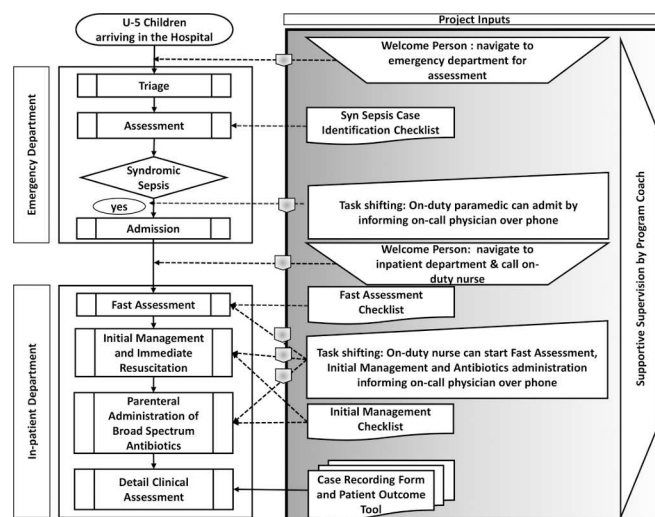 U-5 Children
arriving in the Hospital
Project Inputs
Welcome Person : navigate to
emergency department for
assessment
Emergency Department
Triage
Assessment
Syn Sepsis Case
Identification Checklist
Syndromic
Sepsis
yes
Task shifting: On-duty paramedic can admit by
informing on-call physician over phone
Admission
Welcome Person:  navigate to
inpatient department & call on-
duty nurse
Supportive Supervision by Program Coach
In-patient Department
Fast Assessment
Fast Assessment
Checklist
Initial Management
and Immediate
Resuscitation
Task shifting: On-duty nurse can start Fast Assessment,
Initial Management and Antibiotics administration
informing on-call physician over phone
Parenteral
Administration of
Broad Spectrum
Antibiotics
Initial Management
Checklist
Detail Clinical
Assessment
Case Recording Form
and Patient Outcome
Tool